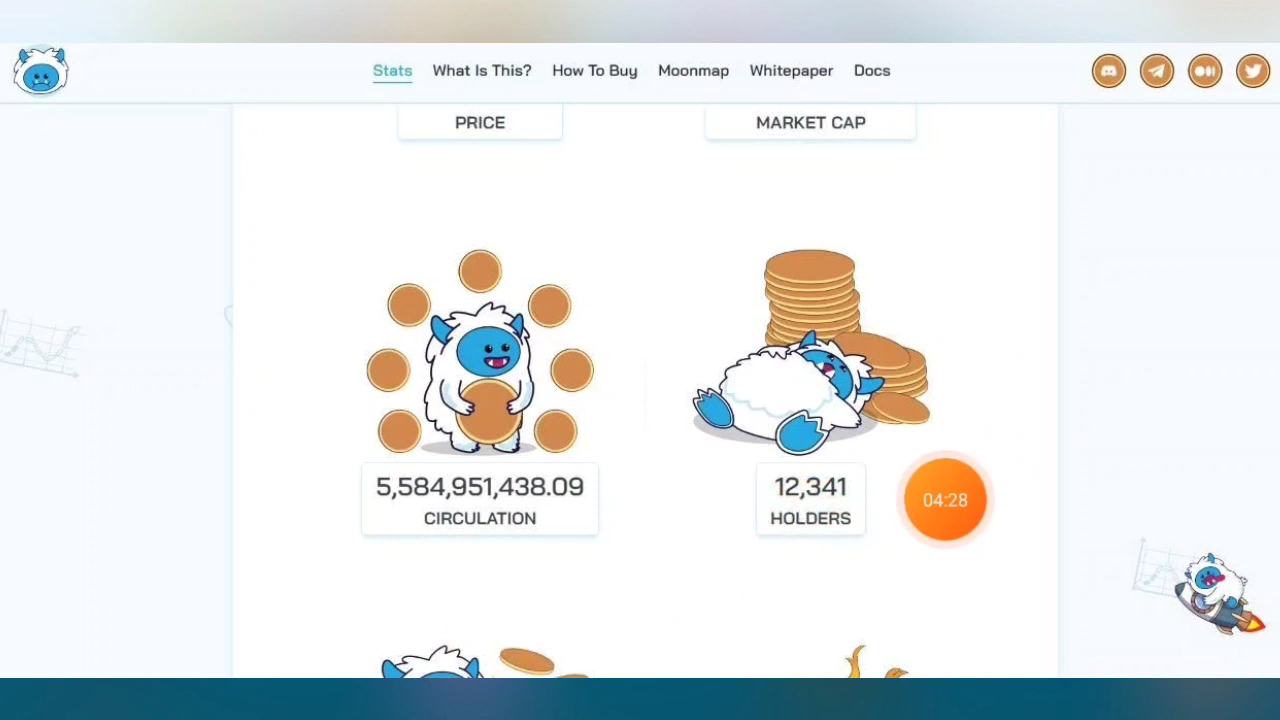 Stats What Is This? How To Buy Moonmap Whitepaper Docs
PRICE MARKET CAP
5,584,951,438.09
CIRCULATION
12,341
HOLDERS
04:28